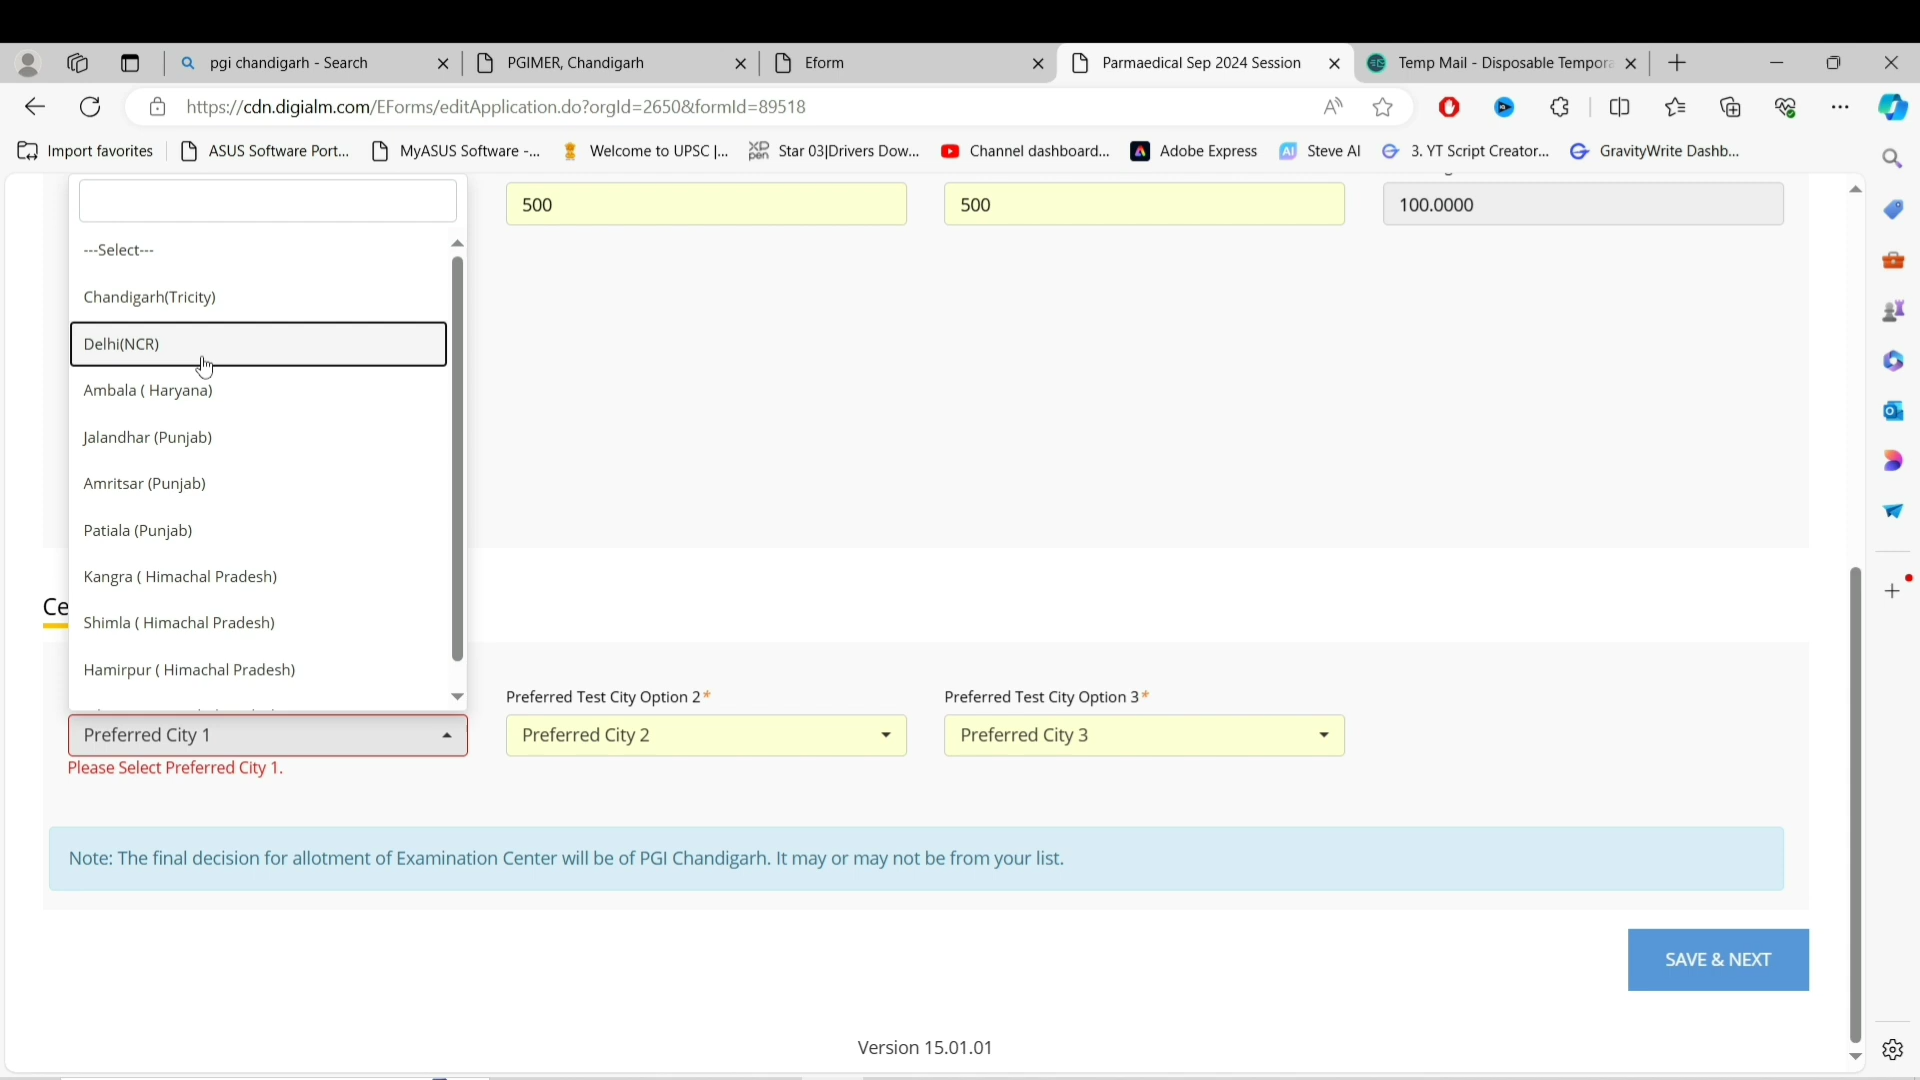 pgi chandigarh - Search
PGIMER, Chandigarh
Eform
Parmaedical Sep 2024 Session
Temp Mail - Disposable Tempora
https://cdn.digialm.com/EForms/editApplication.do?orgId=2650&formId=89518
Import favorites
ASUS Software Port...
MyASUS Software -...
Welcome to UPSC |...
Star 03|Drivers Dow...
Channel dashboard...
Adobe Express
Steve AI
3. YT Script Creator...
GravityWrite Dashb...
500
500
100.0000
---Select---
Chandigarh(Tricity)
Delhi(NCR)
Ambala ( Haryana)
Jalandhar (Punjab)
Amritsar (Punjab)
Patiala (Punjab)
Kangra ( Himachal Pradesh)
Shimla ( Himachal Pradesh)
Hamirpur ( Himachal Pradesh)
Ce
Preferred Test City Option 2*
Preferred Test City Option 3*
Preferred City 1
Preferred City 2
Preferred City 3
Please Select Preferred City 1.
Note: The final decision for allotment of Examination Center will be of PGI Chandigarh. It may or may not be from your list.
SAVE & NEXT
Version 15.01.01